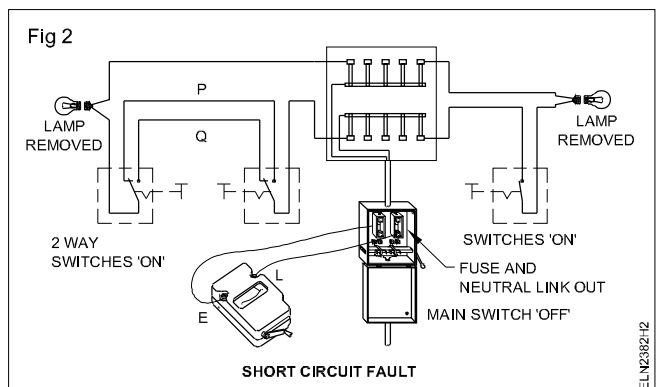 Fig 2
P
LAMP
REMOVED
Q
LAMP
REMOVED
2 WAY
SWITCHES 'ON'
SWITCHES 'ON'
L
E
FUSE AND
NEUTRAL LINK OUT
MAIN SWITCH 'OFF'
SHORT CIRCUIT FAULT
ELN2382H2